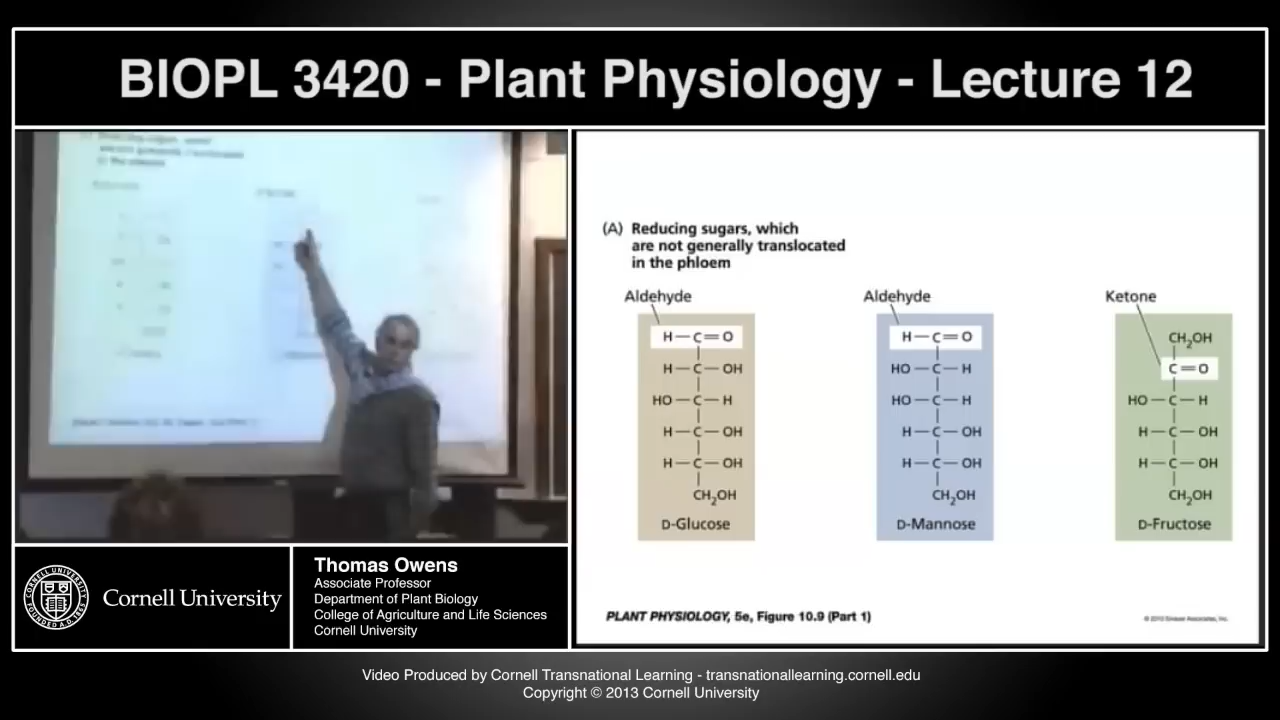 BIOPL 3420 - Plant Physiology - Lecture 12
(A) Reducing sugars, which
are not generally translocated
in the phloem
Aldehyde
H—C=O
H—C—OH
HO—C—H
H—C—OH
H—C—OH
CH₂OH
D-Glucose
Aldehyde
H—C=O
HO—C—H
HO—C—H
H—C—OH
H—C—OH
CH₂OH
D-Mannose
Ketone
CH₂OH
C=O
HO—C—H
H—C—OH
H—C—OH
CH₂OH
D-Fructose
PLANT PHYSIOLOGY, 5e, Figure 10.9 (Part 1)
© 2010 Sinauer Associates, Inc.
Cornell University
Thomas Owens
Associate Professor
Department of Plant Biology
College of Agriculture and Life Sciences
Cornell University
Video Produced by Cornell Transnational Learning - transnationallearning.cornell.edu
Copyright © 2013 Cornell University